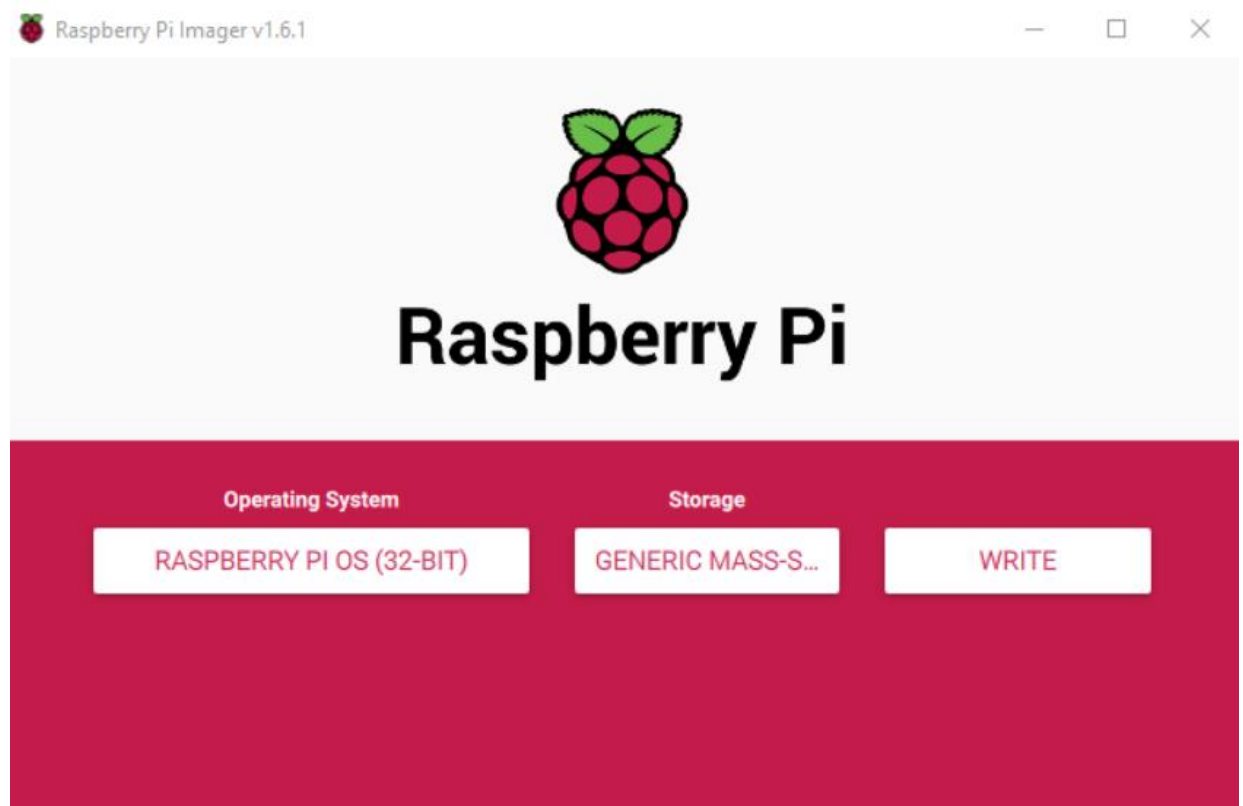 Raspberry Pi Imager v1.6.1
Raspberry Pi
Operating System
Storage
RASPBERRY PI OS (32-BIT)
GENERIC MASS-S...
WRITE